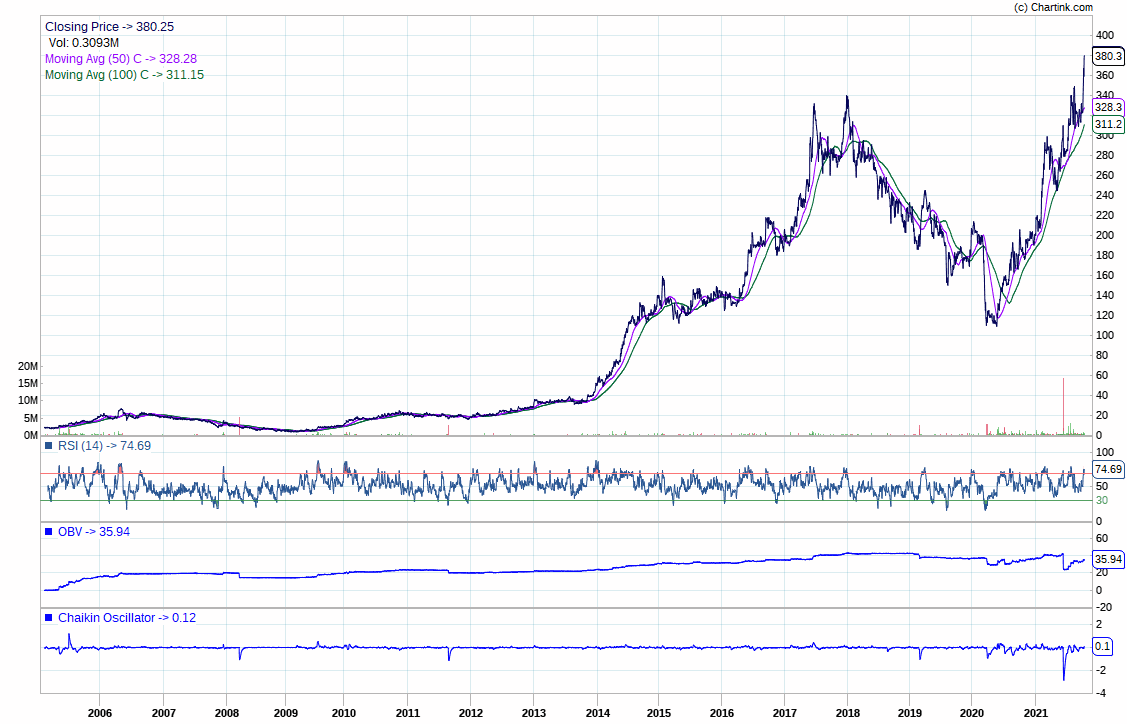 (c) Chartink.com
Closing Price -> 380.25
Vol: 0.3093M
Moving Avg (50) C -> 328.28
Moving Avg (100) C -> 311.15
400
380.3
360
340
328.3
311.2
300
280
260
240
220
200
180
160
140
120
100
80
60
40
20
0
20M
15M
10M
5M
0M
RSI (14) -> 74.69
100
74.69
50
30
0
OBV -> 35.94
60
35.94
20
0
-20
Chaikin Oscillator -> 0.12
2
0.1
-2
-4
2006 2007 2008 2009 2010 2011 2012 2013 2014 2015 2016 2017 2018 2019 2020 2021